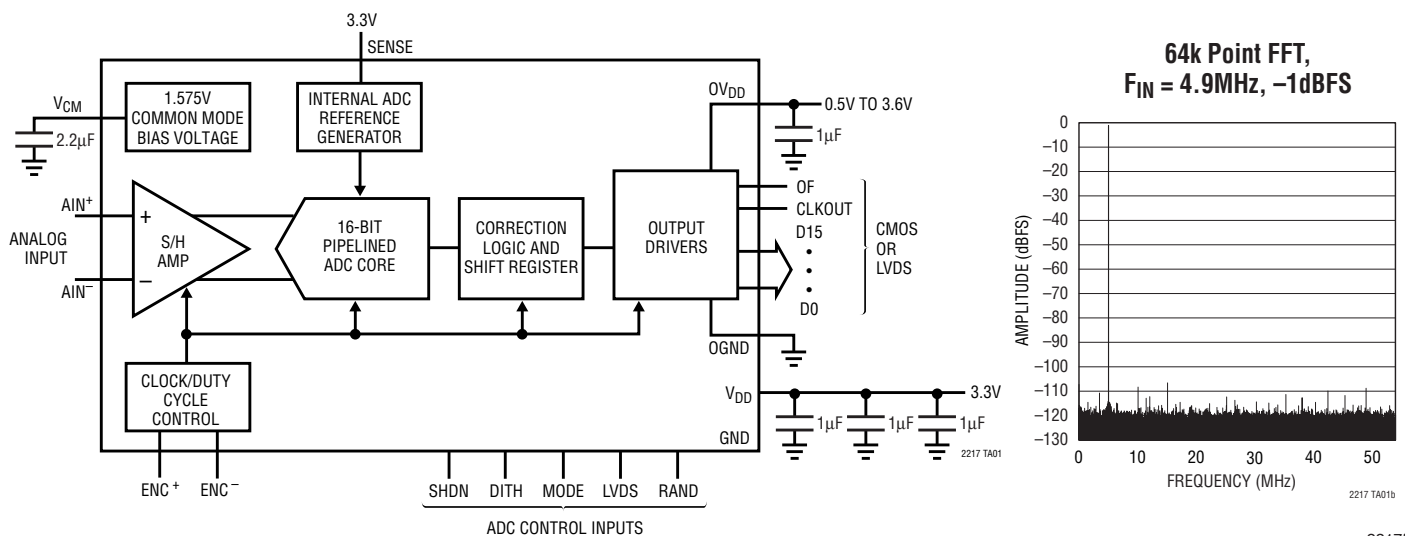 3.3V
SENSE
VCM
2.2µF
1.575V
COMMON MODE
BIAS VOLTAGE
INTERNAL ADC
REFERENCE
GENERATOR
OVDD
0.5V TO 3.6V
1µF
AIN+
ANALOG
INPUT
AIN−
+
−
S/H
AMP
16-BIT
PIPELINED
ADC CORE
CORRECTION
LOGIC AND
SHIFT REGISTER
OUTPUT
DRIVERS
OF
CLKOUT
D15
•
•
•
D0
CMOS
OR
LVDS
OGND
CLOCK/DUTY
CYCLE
CONTROL
VDD
3.3V
1µF
1µF
1µF
GND
2217 TA01
ENC+
ENC−
SHDN
DITH
MODE
LVDS
RAND
ADC CONTROL INPUTS
64k Point FFT,
FIN = 4.9MHz, –1dBFS
AMPLITUDE (dBFS)
0
–10
–20
–30
–40
–50
–60
–70
–80
–90
–100
–110
–120
–130
0 10 20 30 40 50
FREQUENCY (MHz)
2217 TA01b